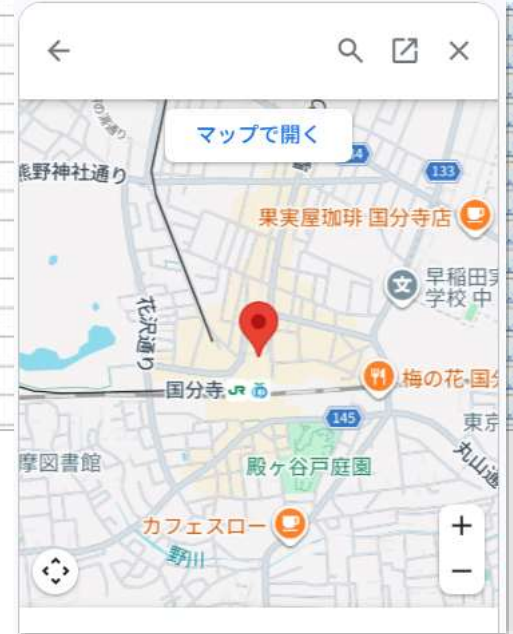 マップで開く
熊野神社通り
133
果実屋珈琲 国分寺店
早稲田実
学校 中
花沢通り
国分寺
JR
梅の花 国分
145
東京
殿ヶ谷戸庭園
丸山通
摩図書館
カフェスロー
野川